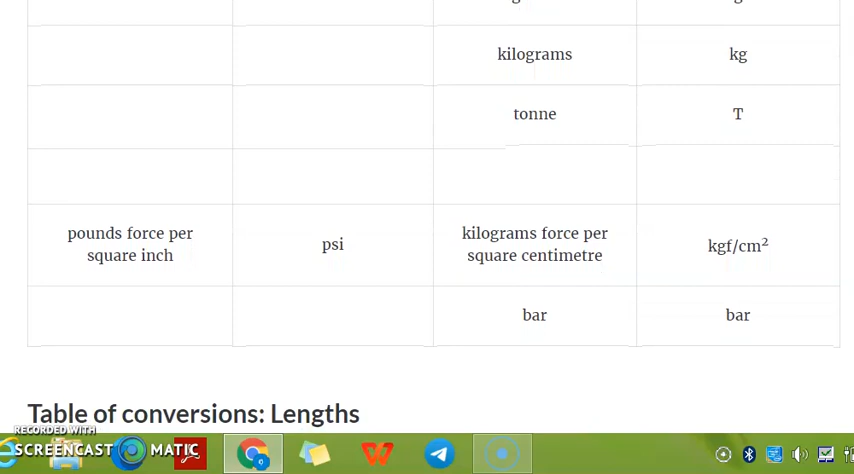 kilograms kg
tonne T
pounds force per
square inch
psi
kilograms force per
square centimetre
kgf/cm²
bar bar
Table of conversions: Lengths
RECORDED WITH
SCREENCAST MATIC